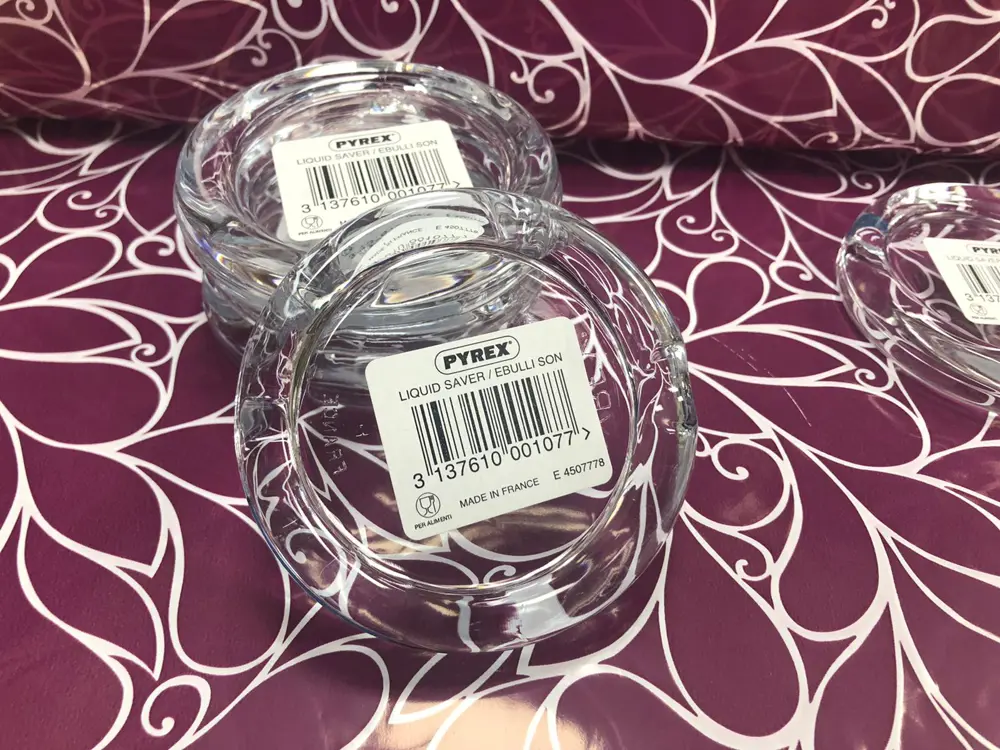 PYREX®
LIQUID SAVER / EBULLI SON
3 137610 001077 >
PYREX®
LIQUID SAVER / EBULLI SON
3 137610 001077 >
PER ALIMENTI
MADE IN FRANCE E 4507778